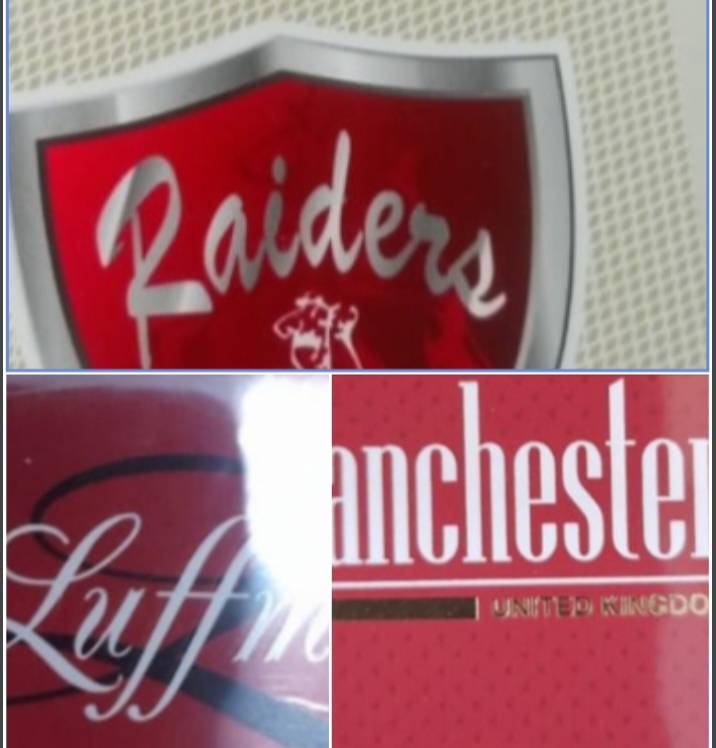 Raiders
Luffm
anchester
UNITED KINGDO